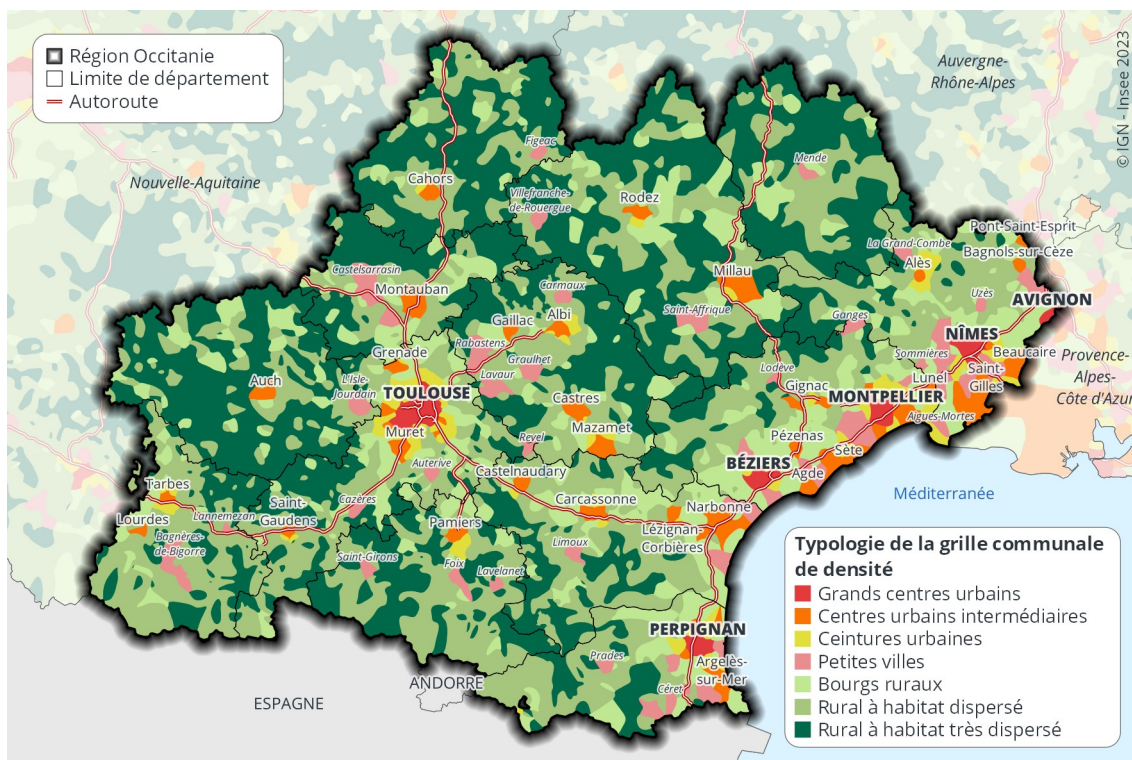 Région Occitanie
Limite de département
Autoroute
Auvergne-
Rhône-Alpes
© IGN - Insee 2023
Nouvelle-Aquitaine
Figeac
Mende
Cahors
Villefranche-
de-Rouergue
Rodez
Pont-Saint-Esprit
La Grand-Combe
Bagnols-sur-Cèze
Alès
Castelsarrasin
Millau
Montauban
Carmaux
Uzès
AVIGNON
Saint-Affrique
Ganges
Gaillac
Albi
NÎMES
Rabastens
Grenade
Graulhet
Sommières
Beaucaire
Provence-
Alpes-
Côte d'Azur
Lodève
Lunel
Saint-
Gilles
Auch
L'Isle-
Jourdain
Lavaur
TOULOUSE
Gignac
MONTPELLIER
Castres
Aigues-Mortes
Muret
Mazamet
Pézenas
Revel
Sète
Auterive
Castelnaudary
BÉZIERS
Agde
Tarbes
Saint-
Gaudens
Cazères
Carcassonne
Narbonne
Méditerranée
Lourdes
Lannemezan
Pamiers
Lézignan-
Corbières
Bagnères-
de-Bigorre
Saint-Girons
Foix
Lavelanet
Limoux
Typologie de la grille communale
de densité
Grands centres urbains
Centres urbains intermédiaires
Ceintures urbaines
Petites villes
Bourgs ruraux
Rural à habitat dispersé
Rural à habitat très dispersé
PERPIGNAN
Prades
Argelès-
sur-Mer
ANDORRE
Céret
ESPAGNE